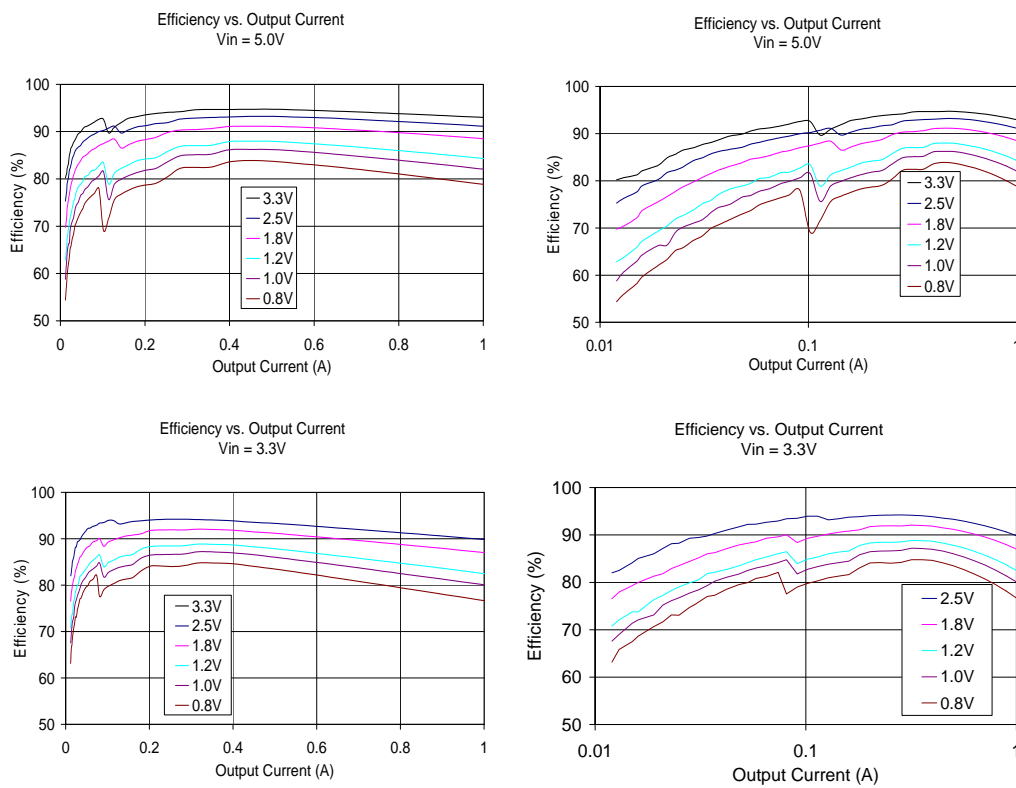 Efficiency vs. Output Current
Vin = 5.0V
100
90
80
70
60
50
Efficiency (%)
3.3V
2.5V
1.8V
1.2V
1.0V
0.8V
0 0.2 0.4 0.6 0.8 1
Output Current (A)
Efficiency vs. Output Current
Vin = 5.0V
100
90
80
70
60
50
Efficiency (%)
3.3V
2.5V
1.8V
1.2V
1.0V
0.8V
0.01 0.1 1
Output Current (A)
Efficiency vs. Output Current
Vin = 3.3V
100
90
80
70
60
50
Efficiency (%)
3.3V
2.5V
1.8V
1.2V
1.0V
0.8V
0 0.2 0.4 0.6 0.8 1
Output Current (A)
Efficiency vs. Output Current
Vin = 3.3V
100
90
80
70
60
50
Efficiency (%)
2.5V
1.8V
1.2V
1.0V
0.8V
0.01 0.1 1
Output Current (A)